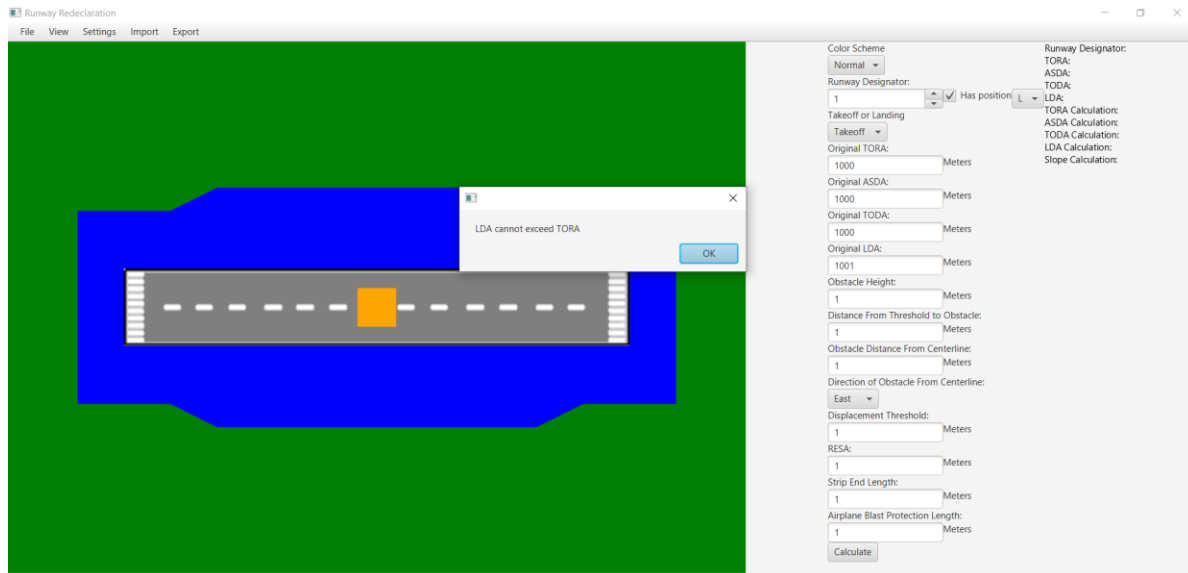 Runway Redeclaration
File View Settings Import Export
Color Scheme
Normal
Runway Designator:
1 Has position L
Takeoff or Landing
Takeoff
Original TORA:
1000 Meters
Original ASDA:
1000 Meters
Original TODA:
1000 Meters
Original LDA:
1001 Meters
Obstacle Height:
1 Meters
Distance From Threshold to Obstacle:
1 Meters
Obstacle Distance From Centerline:
1 Meters
Direction of Obstacle From Centerline:
East
Displacement Threshold:
1 Meters
RESA:
1 Meters
Strip End Length:
1 Meters
Airplane Blast Protection Length:
1 Meters
Calculate
Runway Designator:
TORA:
ASDA:
TODA:
LDA:
TORA Calculation:
ASDA Calculation:
TODA Calculation:
LDA Calculation:
Slope Calculation:
LDA cannot exceed TORA
OK